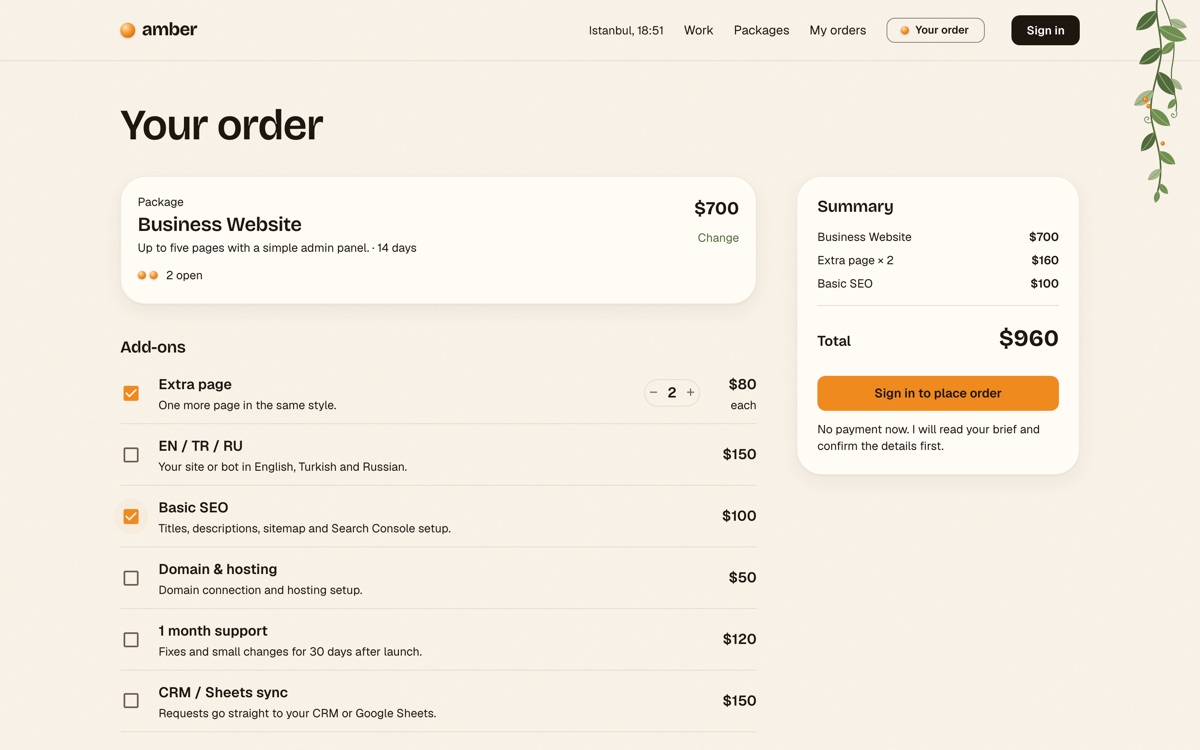 amber
Istanbul, 18:51
Work
Packages
My orders
Your order
Sign in
Your order
Package
Business Website
Up to five pages with a simple admin panel. · 14 days
2 open
$700
Change
Add-ons
Extra page
One more page in the same style.
− 2 +
$80
each
EN / TR / RU
Your site or bot in English, Turkish and Russian.
$150
Basic SEO
Titles, descriptions, sitemap and Search Console setup.
$100
Domain & hosting
Domain connection and hosting setup.
$50
1 month support
Fixes and small changes for 30 days after launch.
$120
CRM / Sheets sync
Requests go straight to your CRM or Google Sheets.
$150
Summary
Business Website $700
Extra page × 2 $160
Basic SEO $100
Total $960
Sign in to place order
No payment now. I will read your brief and
confirm the details first.